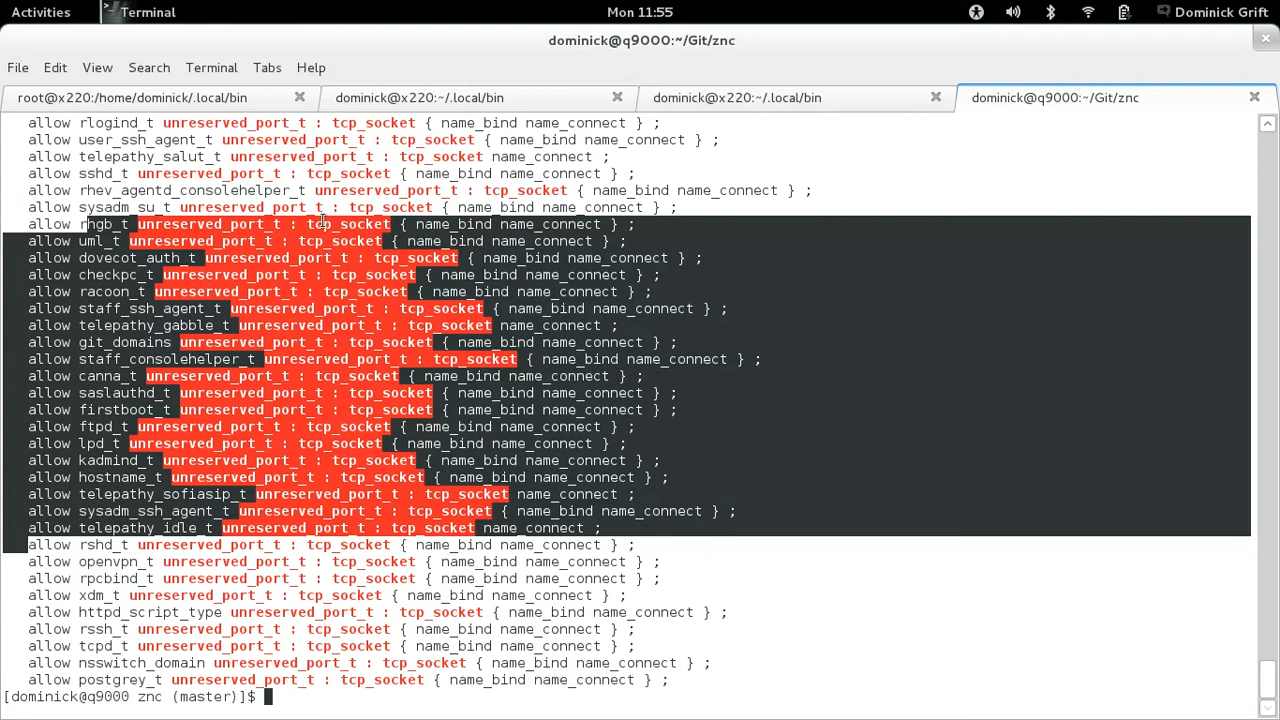 Activities
Terminal
Mon 11:55
Dominick Grift
dominick@q9000:~/Git/znc
File Edit View Search Terminal Tabs Help
root@x220:/home/dominick/.local/bin
dominick@x220:~/.local/bin
dominick@x220:~/.local/bin
dominick@q9000:~/Git/znc
allow rlogind_t unreserved_port_t : tcp_socket { name_bind name_connect } ;
allow user_ssh_agent_t unreserved_port_t : tcp_socket { name_bind name_connect } ;
allow telepathy_salut_t unreserved_port_t : tcp_socket name_connect ;
allow sshd_t unreserved_port_t : tcp_socket { name_bind name_connect } ;
allow rhev_agentd_consolehelper_t unreserved_port_t : tcp_socket { name_bind name_connect } ;
allow sysadm_su_t unreserved_port_t : tcp_socket { name_bind name_connect } ;
allow rhgb_t unreserved_port_t : tcp_socket { name_bind name_connect } ;
allow uml_t unreserved_port_t : tcp_socket { name_bind name_connect } ;
allow dovecot_auth_t unreserved_port_t : tcp_socket { name_bind name_connect } ;
allow checkpc_t unreserved_port_t : tcp_socket { name_bind name_connect } ;
allow racoon_t unreserved_port_t : tcp_socket { name_bind name_connect } ;
allow staff_ssh_agent_t unreserved_port_t : tcp_socket { name_bind name_connect } ;
allow telepathy_gabble_t unreserved_port_t : tcp_socket name_connect ;
allow git_domains unreserved_port_t : tcp_socket { name_bind name_connect } ;
allow staff_consolehelper_t unreserved_port_t : tcp_socket { name_bind name_connect } ;
allow canna_t unreserved_port_t : tcp_socket { name_bind name_connect } ;
allow saslauthd_t unreserved_port_t : tcp_socket { name_bind name_connect } ;
allow firstboot_t unreserved_port_t : tcp_socket { name_bind name_connect } ;
allow ftpd_t unreserved_port_t : tcp_socket { name_bind name_connect } ;
allow lpd_t unreserved_port_t : tcp_socket { name_bind name_connect } ;
allow kadmind_t unreserved_port_t : tcp_socket { name_bind name_connect } ;
allow hostname_t unreserved_port_t : tcp_socket { name_bind name_connect } ;
allow telepathy_sofiasip_t unreserved_port_t : tcp_socket name_connect ;
allow sysadm_ssh_agent_t unreserved_port_t : tcp_socket { name_bind name_connect } ;
allow telepathy_idle_t unreserved_port_t : tcp_socket name_connect ;
allow rshd_t unreserved_port_t : tcp_socket { name_bind name_connect } ;
allow openvpn_t unreserved_port_t : tcp_socket { name_bind name_connect } ;
allow rpcbind_t unreserved_port_t : tcp_socket { name_bind name_connect } ;
allow xdm_t unreserved_port_t : tcp_socket { name_bind name_connect } ;
allow httpd_script_type unreserved_port_t : tcp_socket { name_bind name_connect } ;
allow rssh_t unreserved_port_t : tcp_socket { name_bind name_connect } ;
allow tcpd_t unreserved_port_t : tcp_socket { name_bind name_connect } ;
allow nsswitch_domain unreserved_port_t : tcp_socket { name_bind name_connect } ;
allow postgrey_t unreserved_port_t : tcp_socket { name_bind name_connect } ;
[dominick@q9000 znc (master)]$